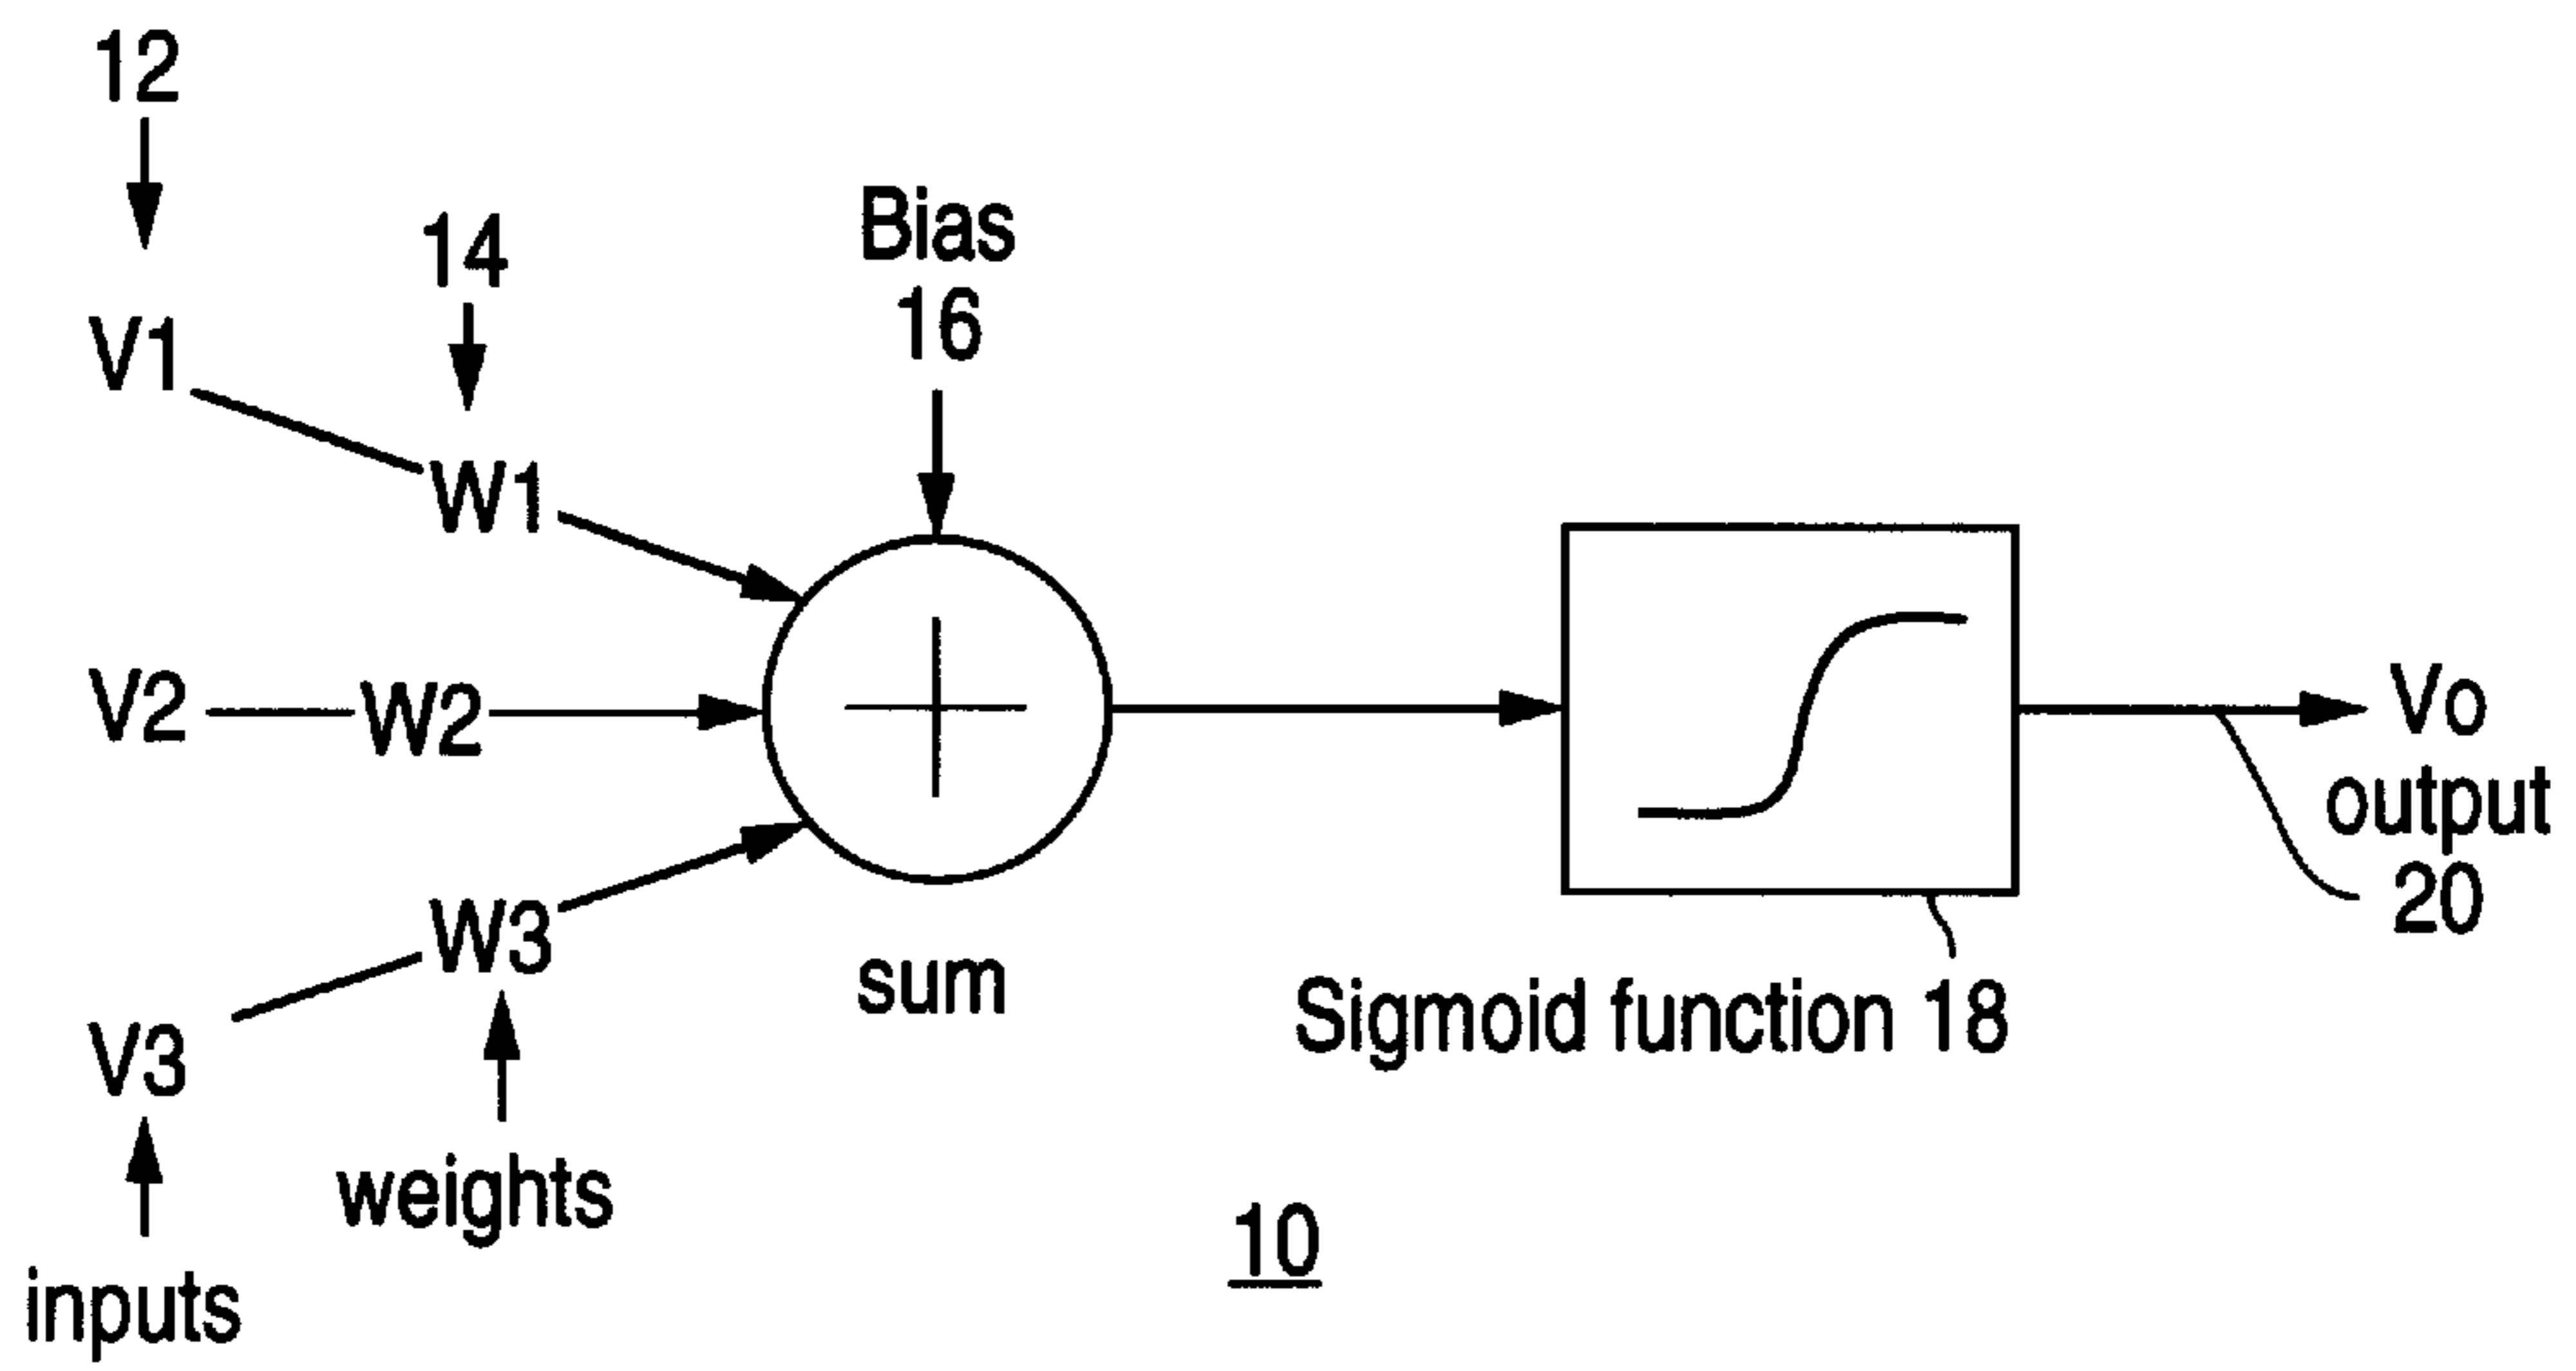 12
14
Bias
16
V1
W1
V2
W2
Vo
output
20
W3
V3
sum
Sigmoid function 18
weights
inputs
10